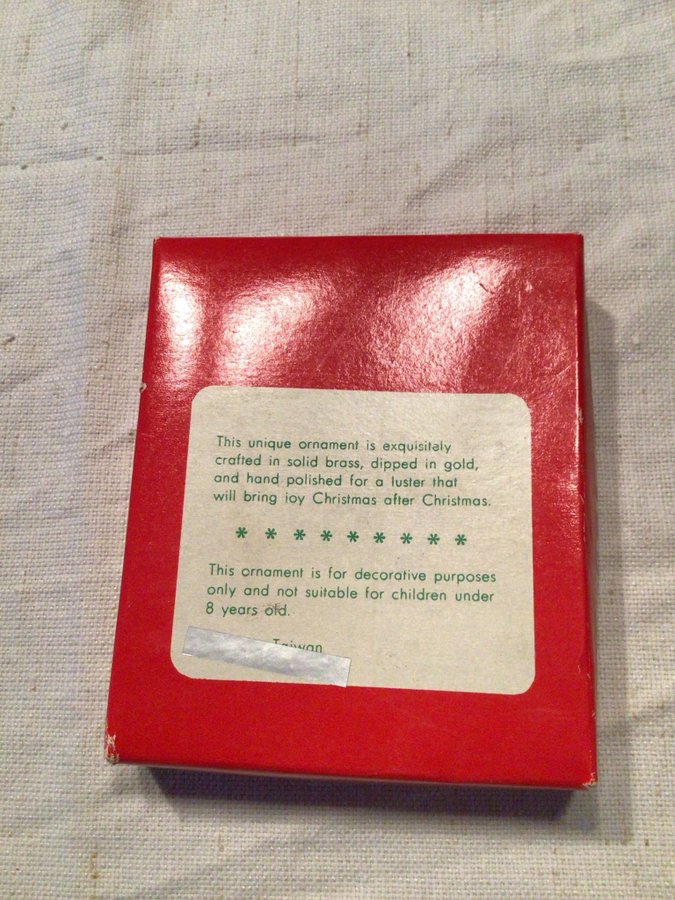 This unique ornament is exquisitely
crafted in solid brass, dipped in gold,
and hand polished for a luster that
will bring joy Christmas after Christmas.
* * * * * * * * *
This ornament is for decorative purposes
only and not suitable for children under
8 years old.
Taiwan